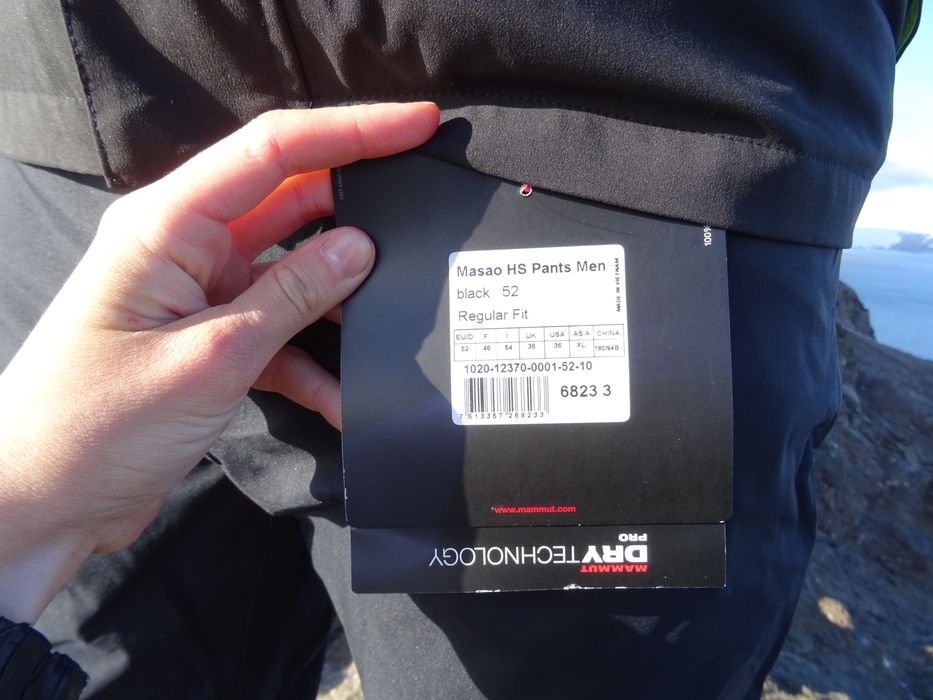 100%
Masao HS Pants Men
MADE IN VIETNAM
black 52
Regular Fit
EU/D F I UK USA ASIA CHINA
52 46 54 36 36 XL 180/94B
1020-12370-0001-52-10
6823 3
7613357268233
www.mammut.com
MAMMUT
DRY TECHNOLOGY
PRO